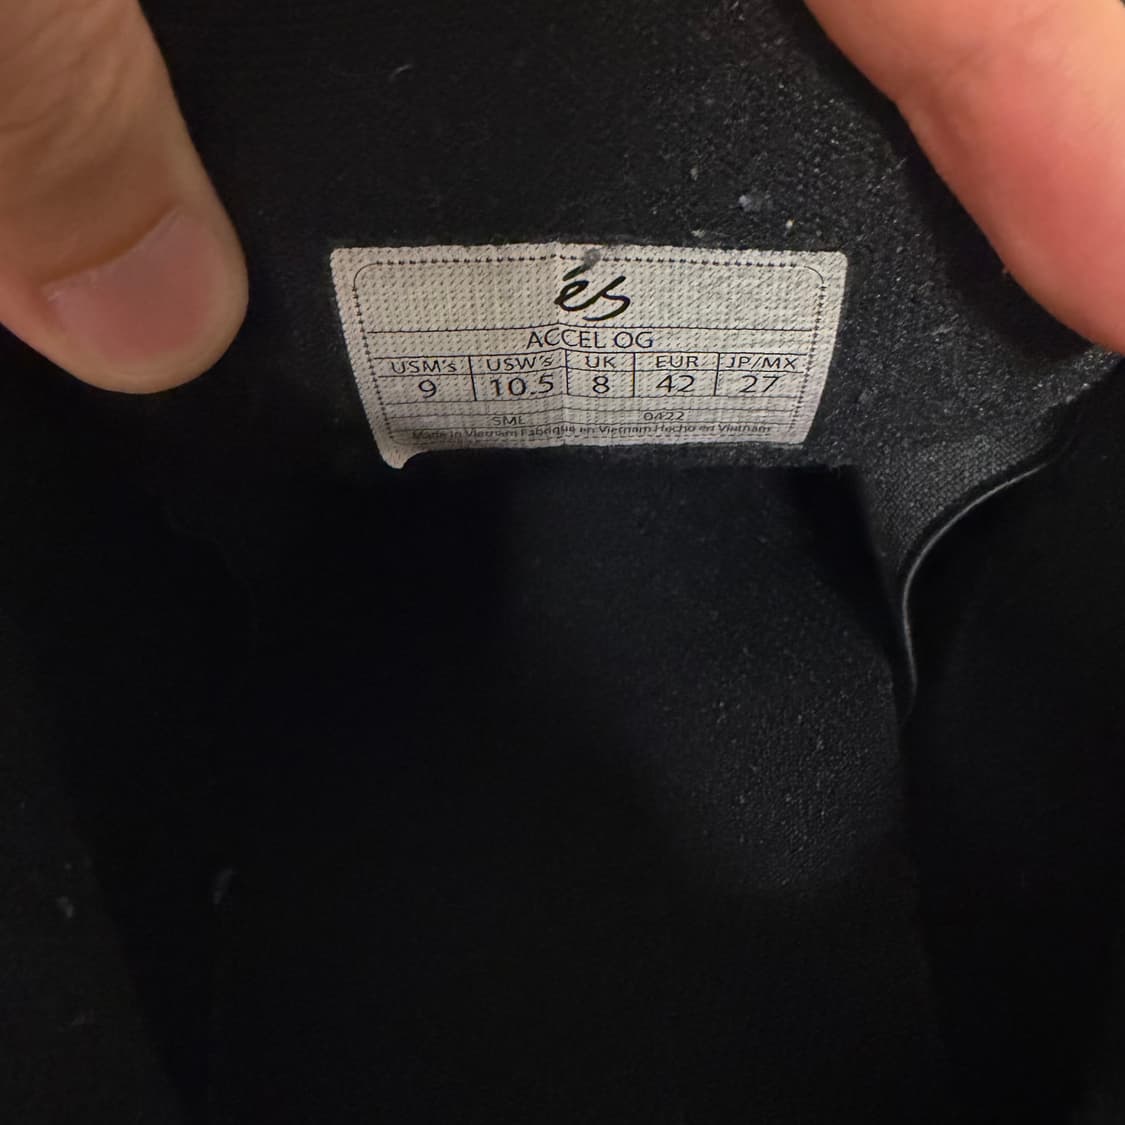 és
ACCEL OG
USM's USW's UK EUR JP/MX
9 10.5 8 42 27
SML 0422
Made in Vietnam Fabriqué en Vietnam Hecho en Vietnam